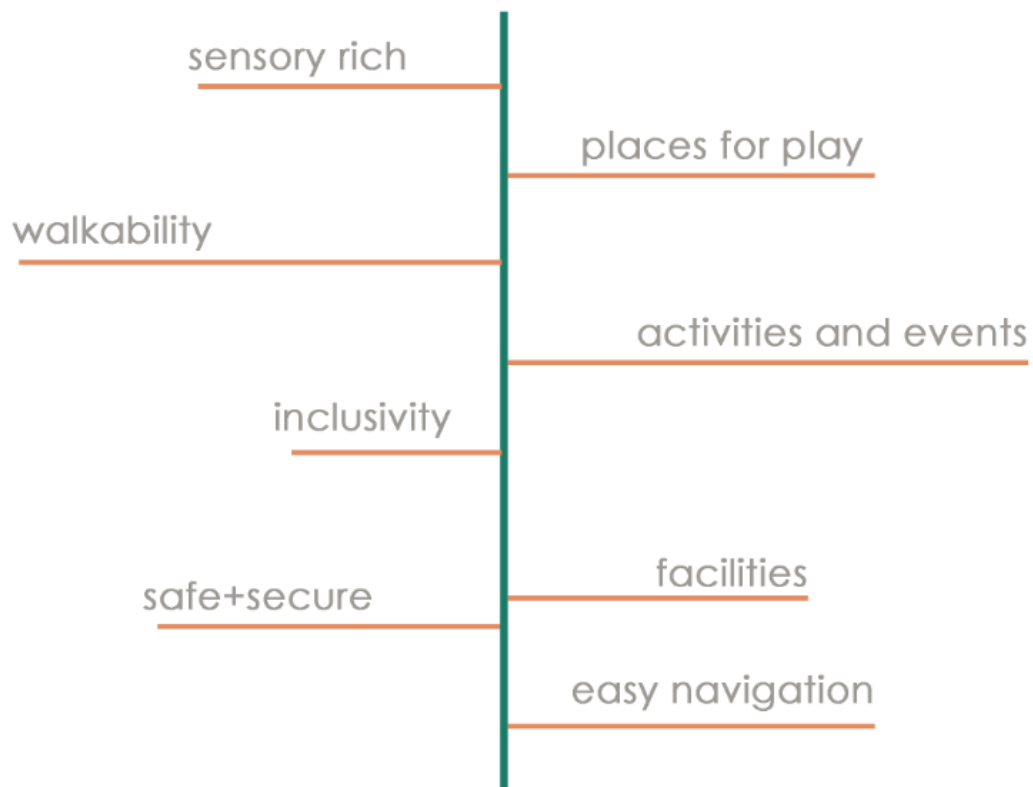 sensory rich
places for play
walkability
activities and events
inclusivity
facilities
safe+secure
easy navigation